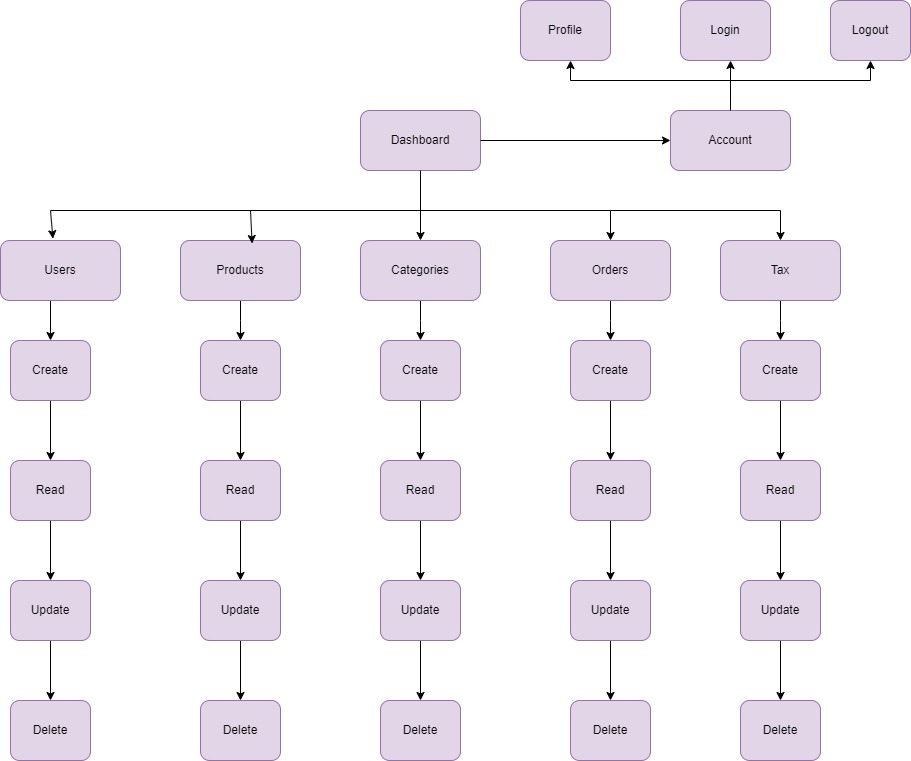 Profile
Login
Logout
Dashboard
Account
Users
Products
Categories
Orders
Tax
Create
Create
Create
Create
Create
Read
Read
Read
Read
Read
Update
Update
Update
Update
Update
Delete
Delete
Delete
Delete
Delete